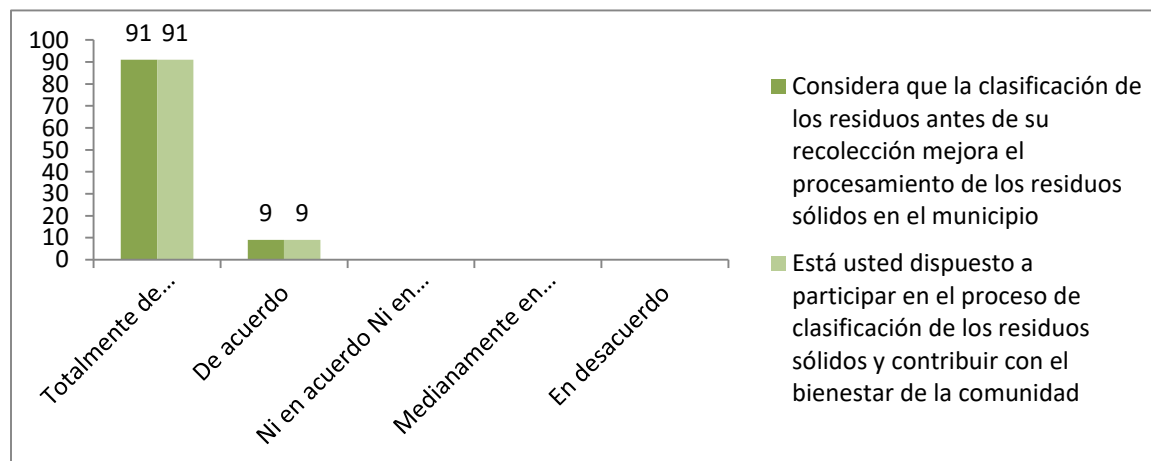 91 91
100
90
80
70
60
50
40
30
20
10
0
9 9
Totalmente de...
De acuerdo
Ni en acuerdo Ni en...
Medianamente en...
En desacuerdo
Considera que la clasificación de
los residuos antes de su
recolección mejora el
procesamiento de los residuos
sólidos en el municipio
Está usted dispuesto a
participar en el proceso de
clasificación de los residuos
sólidos y contribuir con el
bienestar de la comunidad